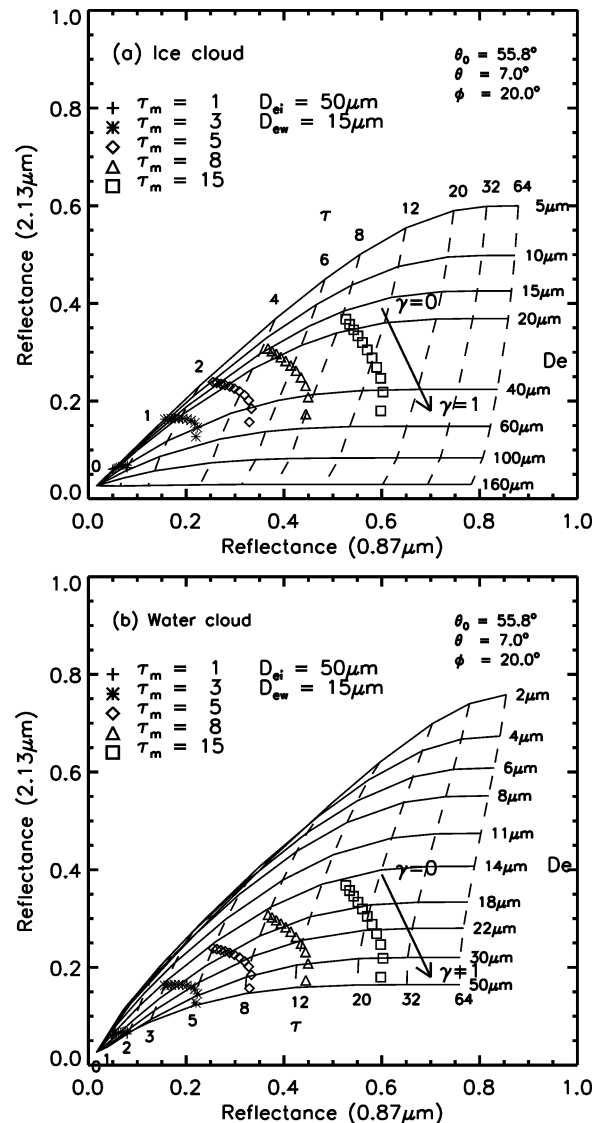 1.0
0.8
0.6
0.4
0.2
0.0
Reflectance (2.13μm)
(a) Ice cloud
θ₀ = 55.8°
θ = 7.0°
φ = 20.0°
τₘ = 1 Dₑᵢ = 50μm
τₘ = 3 Dₑw = 15μm
τₘ = 5
τₘ = 8
τₘ = 15
0
1
2
4
6
8
12
20
32
64
τ
5μm
10μm
15μm
20μm
40μm
60μm
100μm
160μm
De
γ=0
γ=1
0.0 0.2 0.4 0.6 0.8 1.0
Reflectance (0.87μm)
1.0
0.8
0.6
0.4
0.2
0.0
Reflectance (2.13μm)
(b) Water cloud
θ₀ = 55.8°
θ = 7.0°
φ = 20.0°
τₘ = 1 Dₑᵢ = 50μm
τₘ = 3 Dₑw = 15μm
τₘ = 5
τₘ = 8
τₘ = 15
2μm
4μm
6μm
8μm
11μm
14μm
18μm
22μm
30μm
50μm
De
γ=0
γ=1
0
1
2
3
5
8
12
20
32
64
τ
0.0 0.2 0.4 0.6 0.8 1.0
Reflectance (0.87μm)